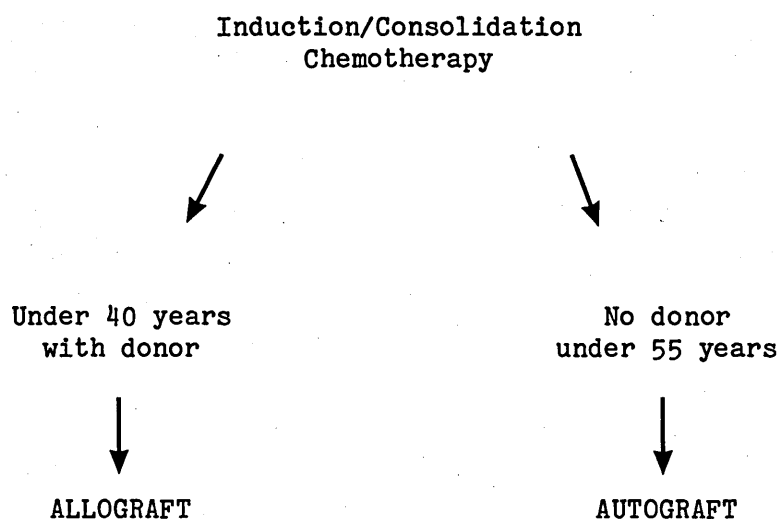 Induction/Consolidation
Chemotherapy
Under 40 years
with donor
No donor
under 55 years
ALLOGRAFT
AUTOGRAFT